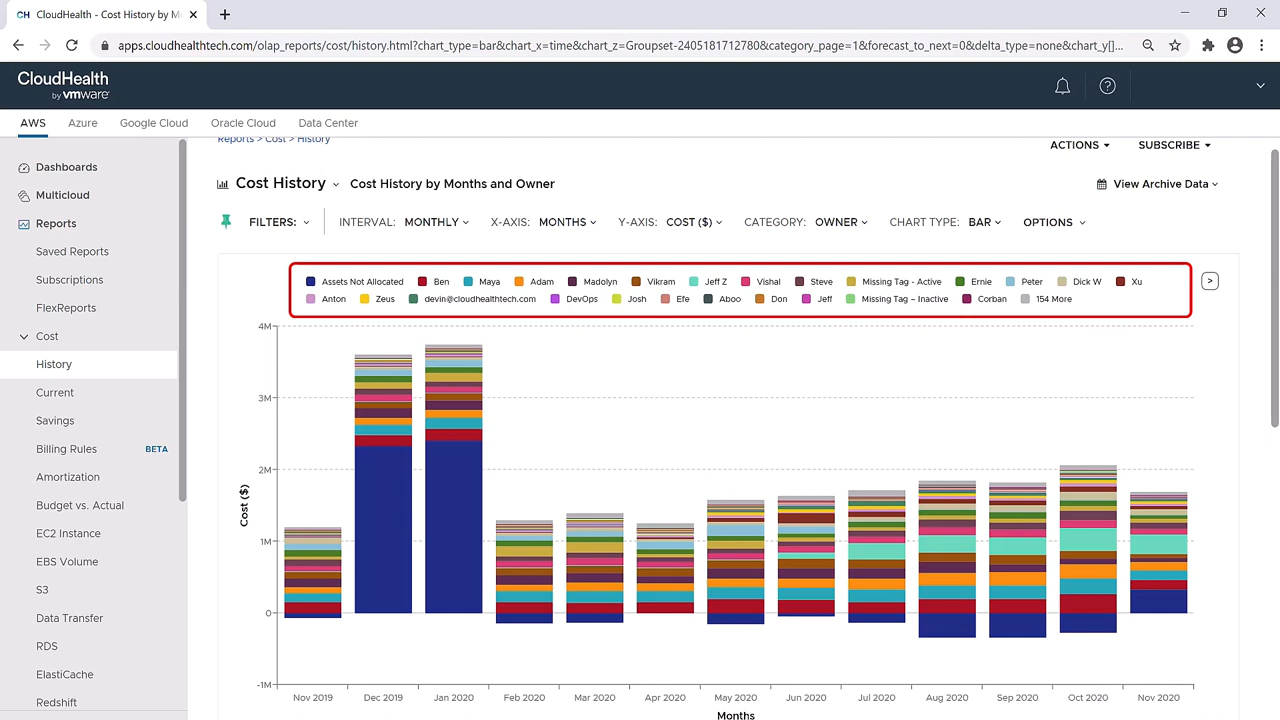 CH CloudHealth - Cost History by M
apps.cloudhealthtech.com/olap_reports/cost/history.html?chart_type=bar&chart_x=time&chart_z=Groupset-2405181712780&category_page=1&forecast_to_next=0&delta_type=none&chart_y[]...
CloudHealth
by vmware
AWS Azure Google Cloud Oracle Cloud Data Center
Reports > Cost > History
ACTIONS SUBSCRIBE
Cost History Cost History by Months and Owner View Archive Data
FILTERS: INTERVAL: MONTHLY X-AXIS: MONTHS Y-AXIS: COST ($) CATEGORY: OWNER CHART TYPE: BAR OPTIONS
Dashboards
Multicloud
Reports
Saved Reports
Subscriptions
FlexReports
Cost
History
Current
Savings
Billing Rules BETA
Amortization
Budget vs. Actual
EC2 Instance
EBS Volume
S3
Data Transfer
RDS
ElastiCache
Redshift
Assets Not Allocated Ben Maya Adam Madolyn Vikram Jeff Z Vishal Steve Missing Tag - Active Ernie Peter Dick W Xu
Anton Zeus devin@cloudhealthtech.com DevOps Josh Efe Aboo Don Jeff Missing Tag – Inactive Corban 154 More
>
4M
3M
2M
1M
0
-1M
Cost ($)
Nov 2019 Dec 2019 Jan 2020 Feb 2020 Mar 2020 Apr 2020 May 2020 Jun 2020 Jul 2020 Aug 2020 Sep 2020 Oct 2020 Nov 2020
Months